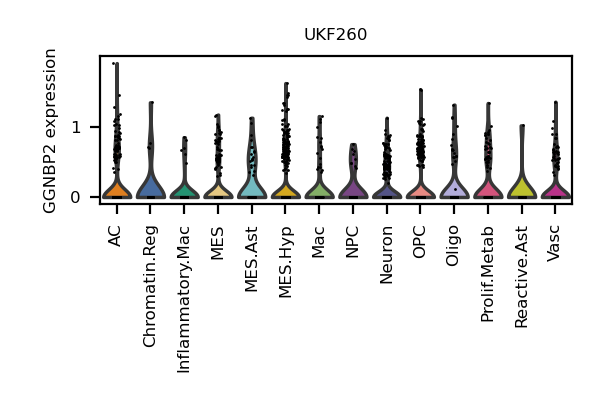 UKF260
GGNBP2 expression
1
0
AC
Chromatin.Reg
Inflammatory.Mac
MES
MES.Ast
MES.Hyp
Mac
NPC
Neuron
OPC
Oligo
Prolif.Metab
Reactive.Ast
Vasc